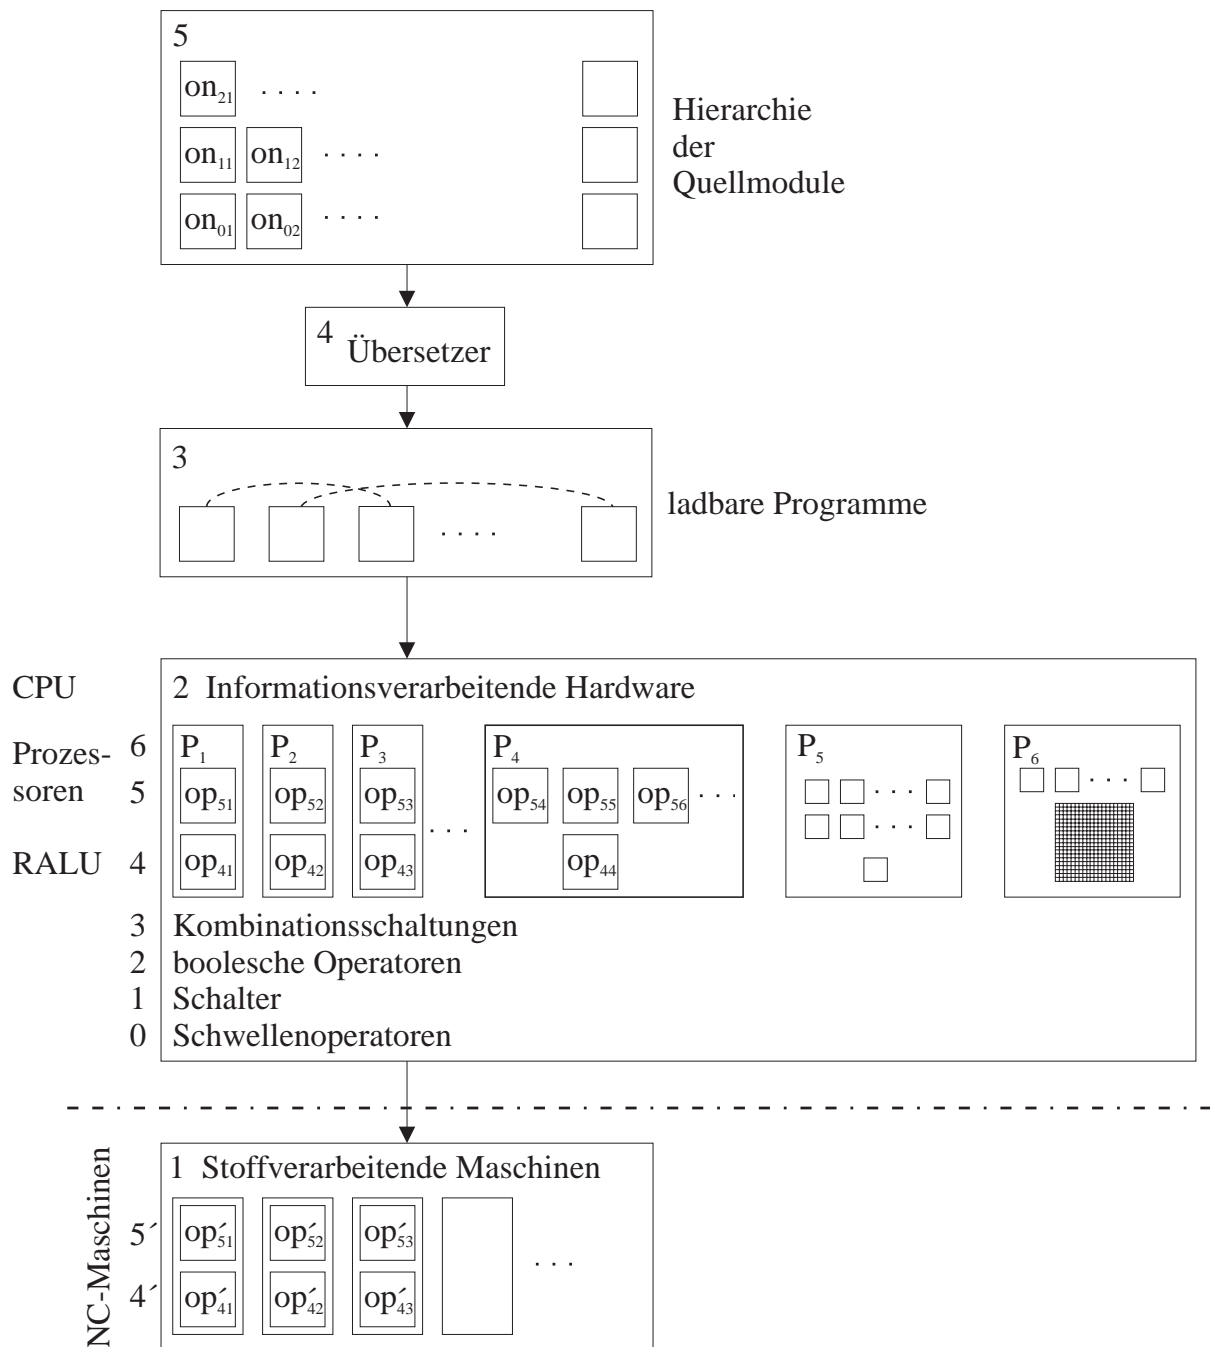 5
on21 . . . .
on11 on12 . . . .
on01 on02 . . . .
Hierarchie
der
Quellmodule
4 Übersetzer
3
. . . .
ladbare Programme
CPU
2 Informationsverarbeitende Hardware
Prozes-
soren
6 P1 P2 P3 P4 P5 P6
5 op51 op52 op53 op54 op55 op56 . . .
RALU 4 op41 op42 op43 . . . op44
3 Kombinationsschaltungen
2 boolesche Operatoren
1 Schalter
0 Schwellenoperatoren
NC-Maschinen
1 Stoffverarbeitende Maschinen
5´ op´51 op´52 op´53 . . .
4´ op´41 op´42 op´43